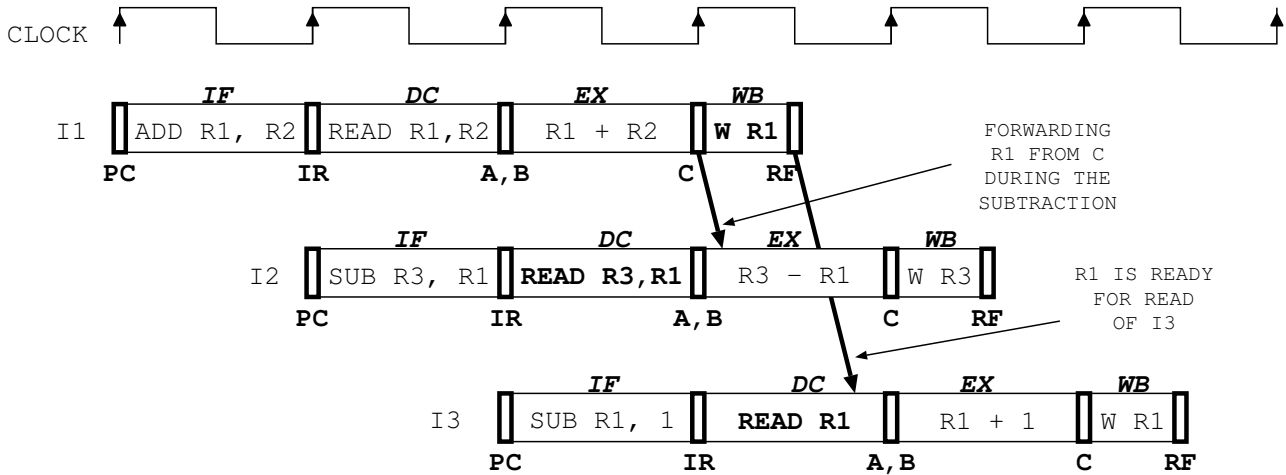 CLOCK
IF DC EX WB
I1 ADD R1, R2 READ R1,R2 R1 + R2 W R1
PC IR A,B C RF
FORWARDING
R1 FROM C
DURING THE
SUBTRACTION
IF DC EX WB
I2 SUB R3, R1 READ R3,R1 R3 – R1 W R3
PC IR A,B C RF
R1 IS READY
FOR READ
OF I3
IF DC EX WB
I3 SUB R1, 1 READ R1 R1 + 1 W R1
PC IR A,B C RF